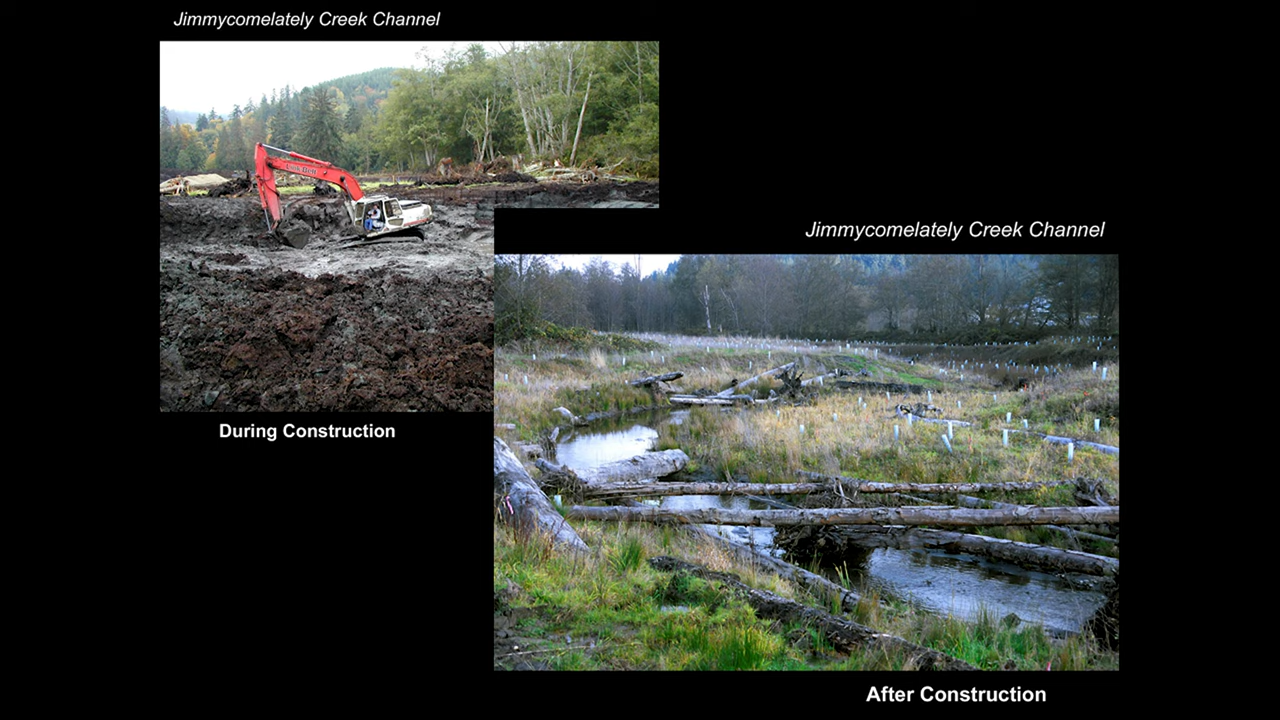 Jimmycomelately Creek Channel
During Construction
Jimmycomelately Creek Channel
After Construction